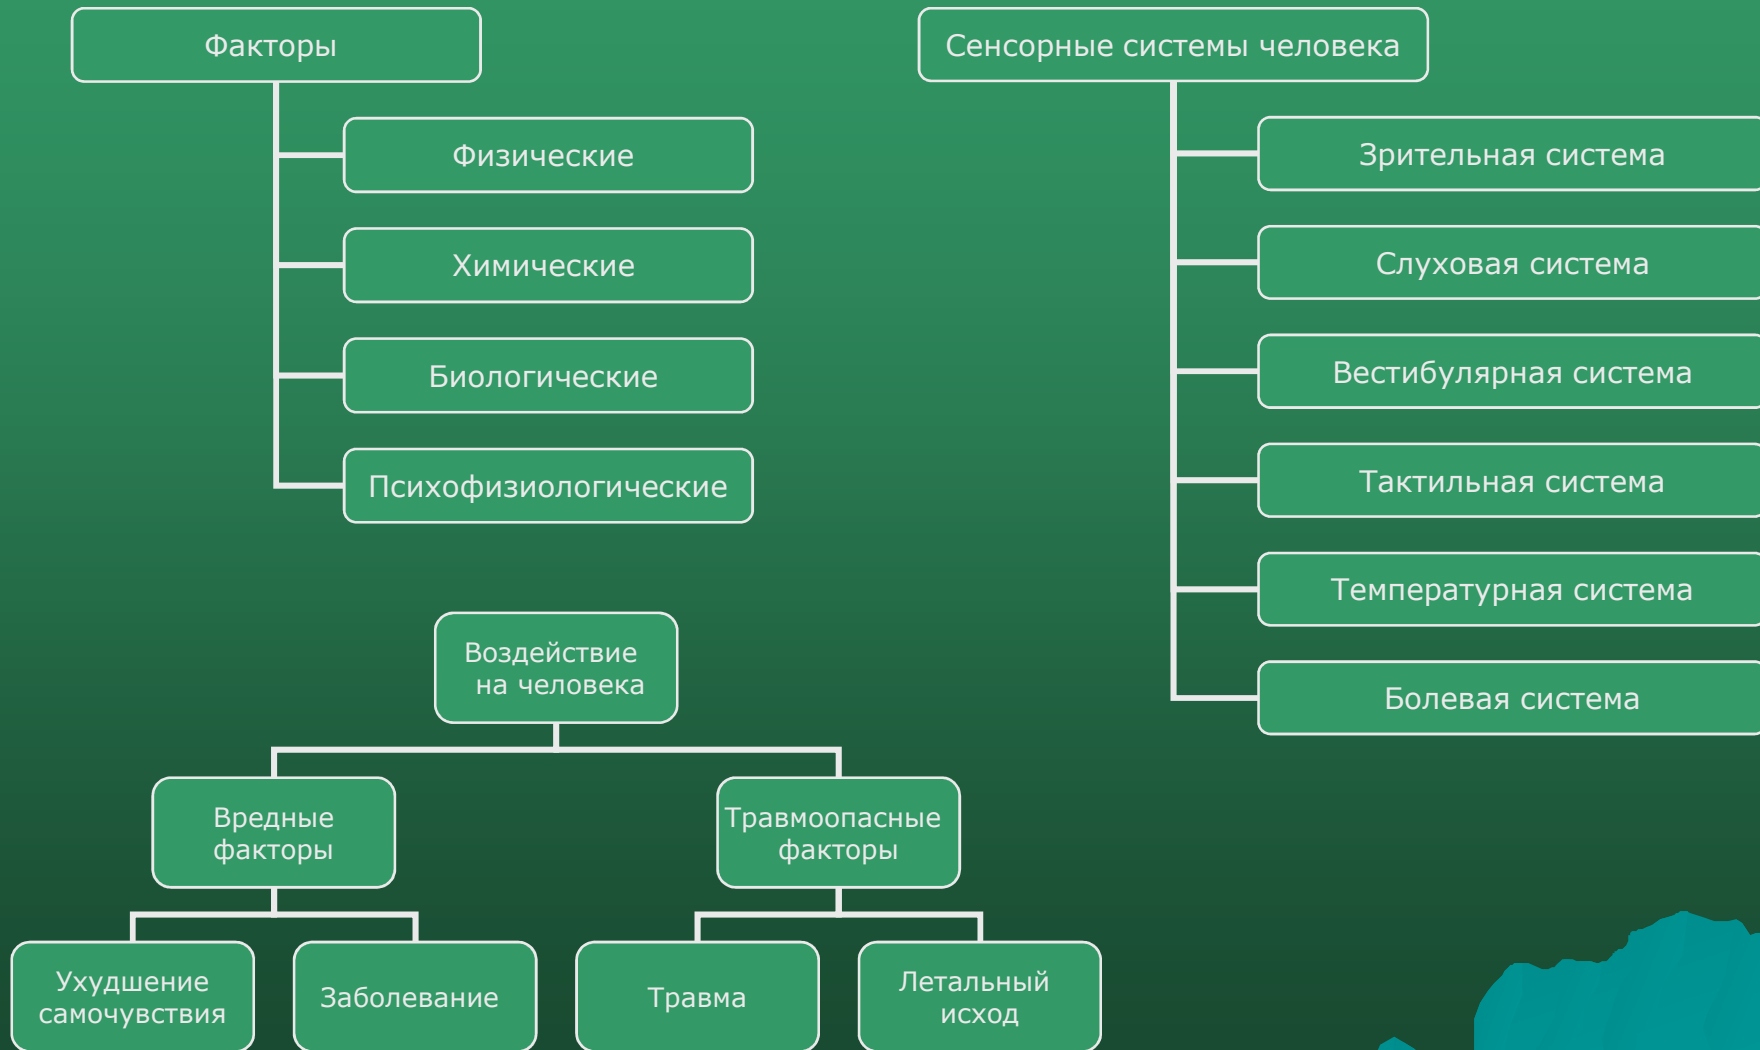 Факторы
Физические
Химические
Биологические
Психофизиологические
Сенсорные системы человека
Зрительная система
Слуховая система
Вестибулярная система
Тактильная система
Температурная система
Болевая система
Воздействие
на человека
Вредные
факторы
Травмоопасные
факторы
Ухудшение
самочувствия
Заболевание
Травма
Летальный
исход